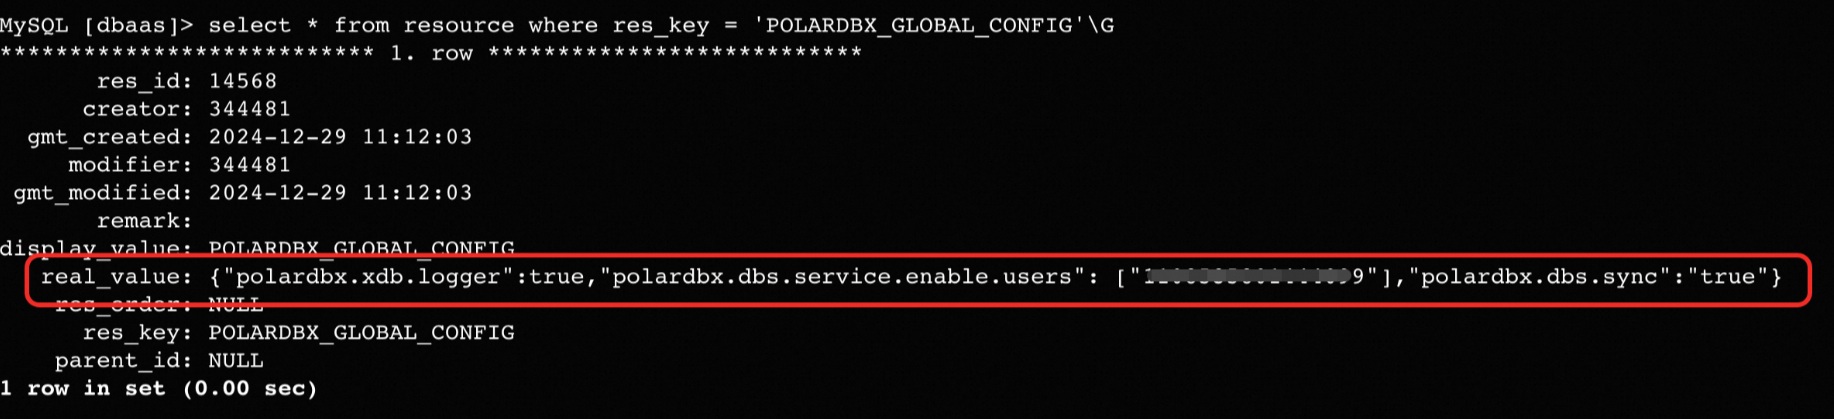 MySQL [dbaas]> select * from resource where res_key = 'POLARDBX_GLOBAL_CONFIG'\G
*************************** 1. row ***************************
res_id: 14568
creator: 344481
gmt_created: 2024-12-29 11:12:03
modifier: 344481
gmt_modified: 2024-12-29 11:12:03
remark:
display_value: POLARDBX_GLOBAL_CONFIG
real_value: {"polardbx.xdb.logger":true,"polardbx.dbs.service.enable.users": ["9"],"polardbx.dbs.sync":"true"}
res_order: NULL
res_key: POLARDBX_GLOBAL_CONFIG
parent_id: NULL
1 row in set (0.00 sec)